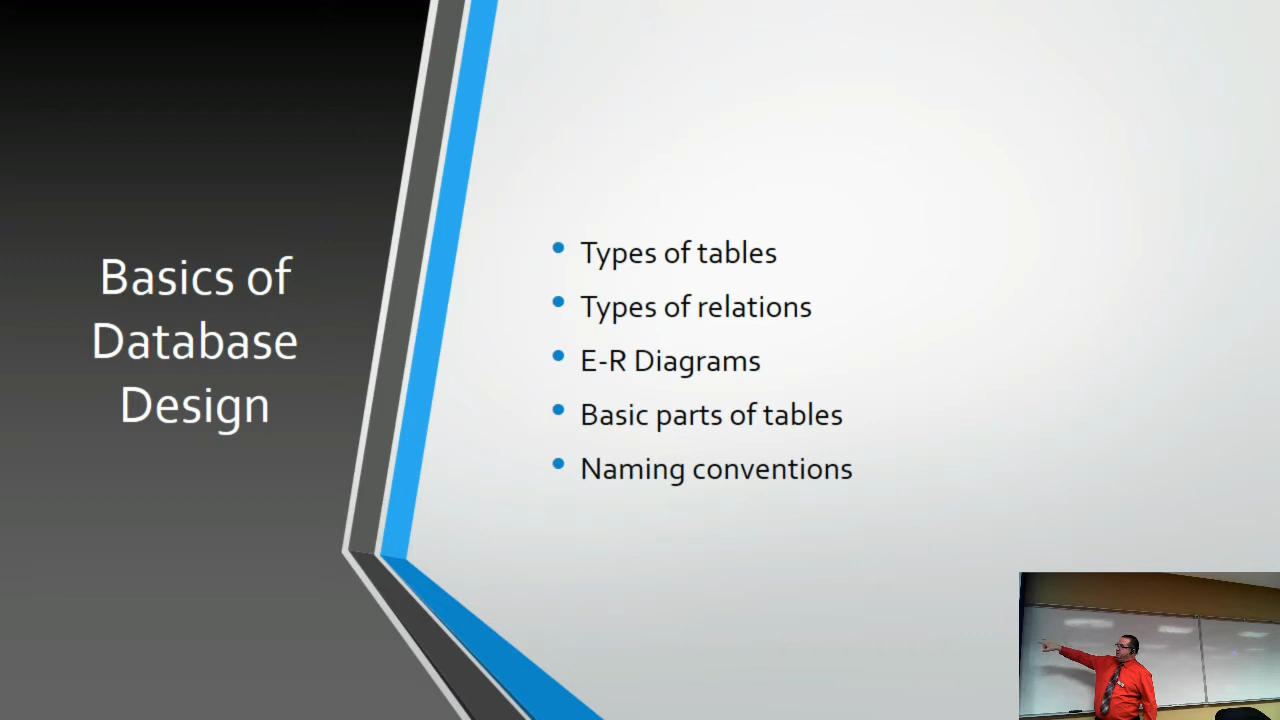 Basics of
Database
Design
Types of tables
Types of relations
E-R Diagrams
Basic parts of tables
Naming conventions